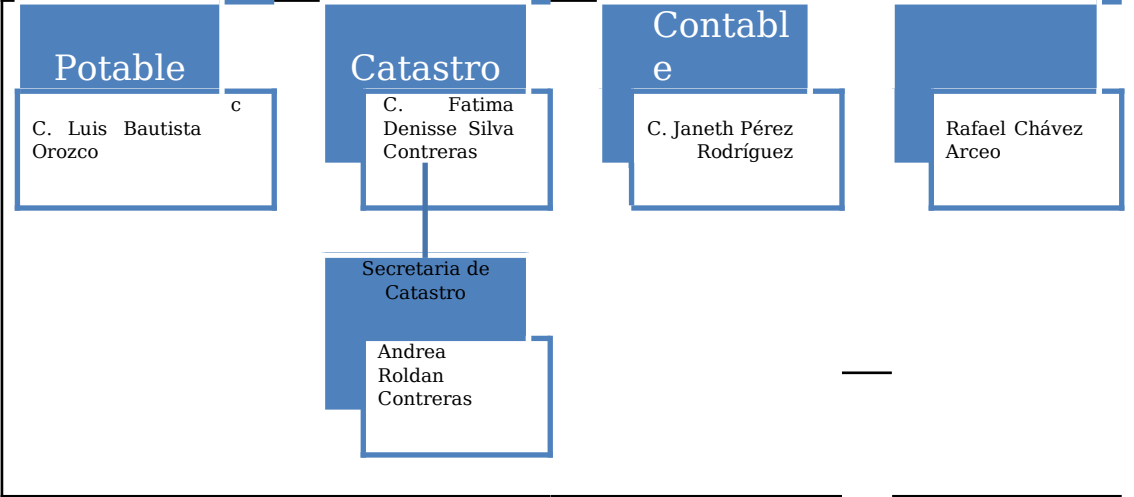 Potable
c
C. Luis Bautista
Orozco
Catastro
C. Fatima
Denisse Silva
Contreras
Contabl
e
C. Janeth Pérez
Rodríguez
Rafael Chávez
Arceo
Secretaria de
Catastro
Andrea
Roldan
Contreras